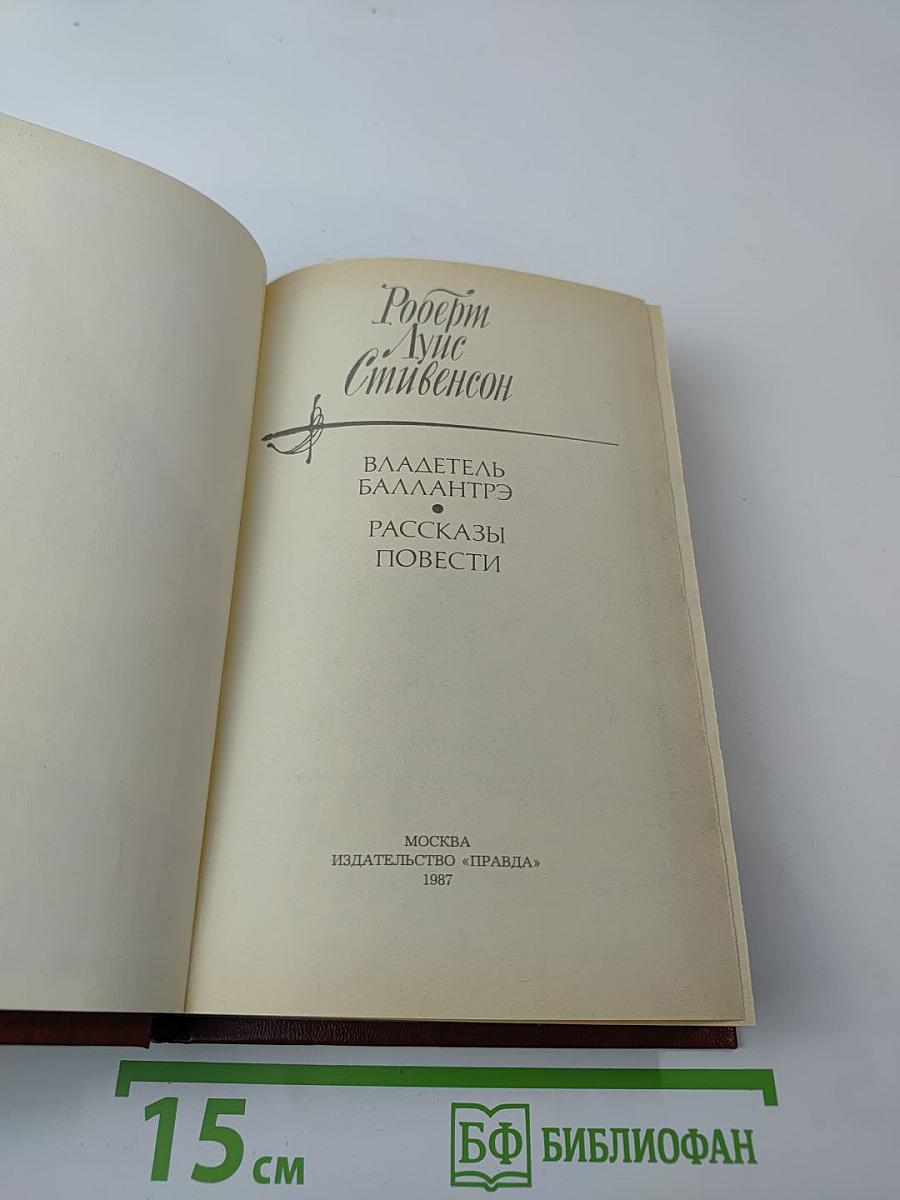 Роберт
Луис
Стивенсон
ВЛАДЕТЕЛЬ
БАЛЛАНТРЭ
•
РАССКАЗЫ
ПОВЕСТИ
МОСКВА
ИЗДАТЕЛЬСТВО «ПРАВДА»
1987
15 см
БФ БИБЛИОФАН